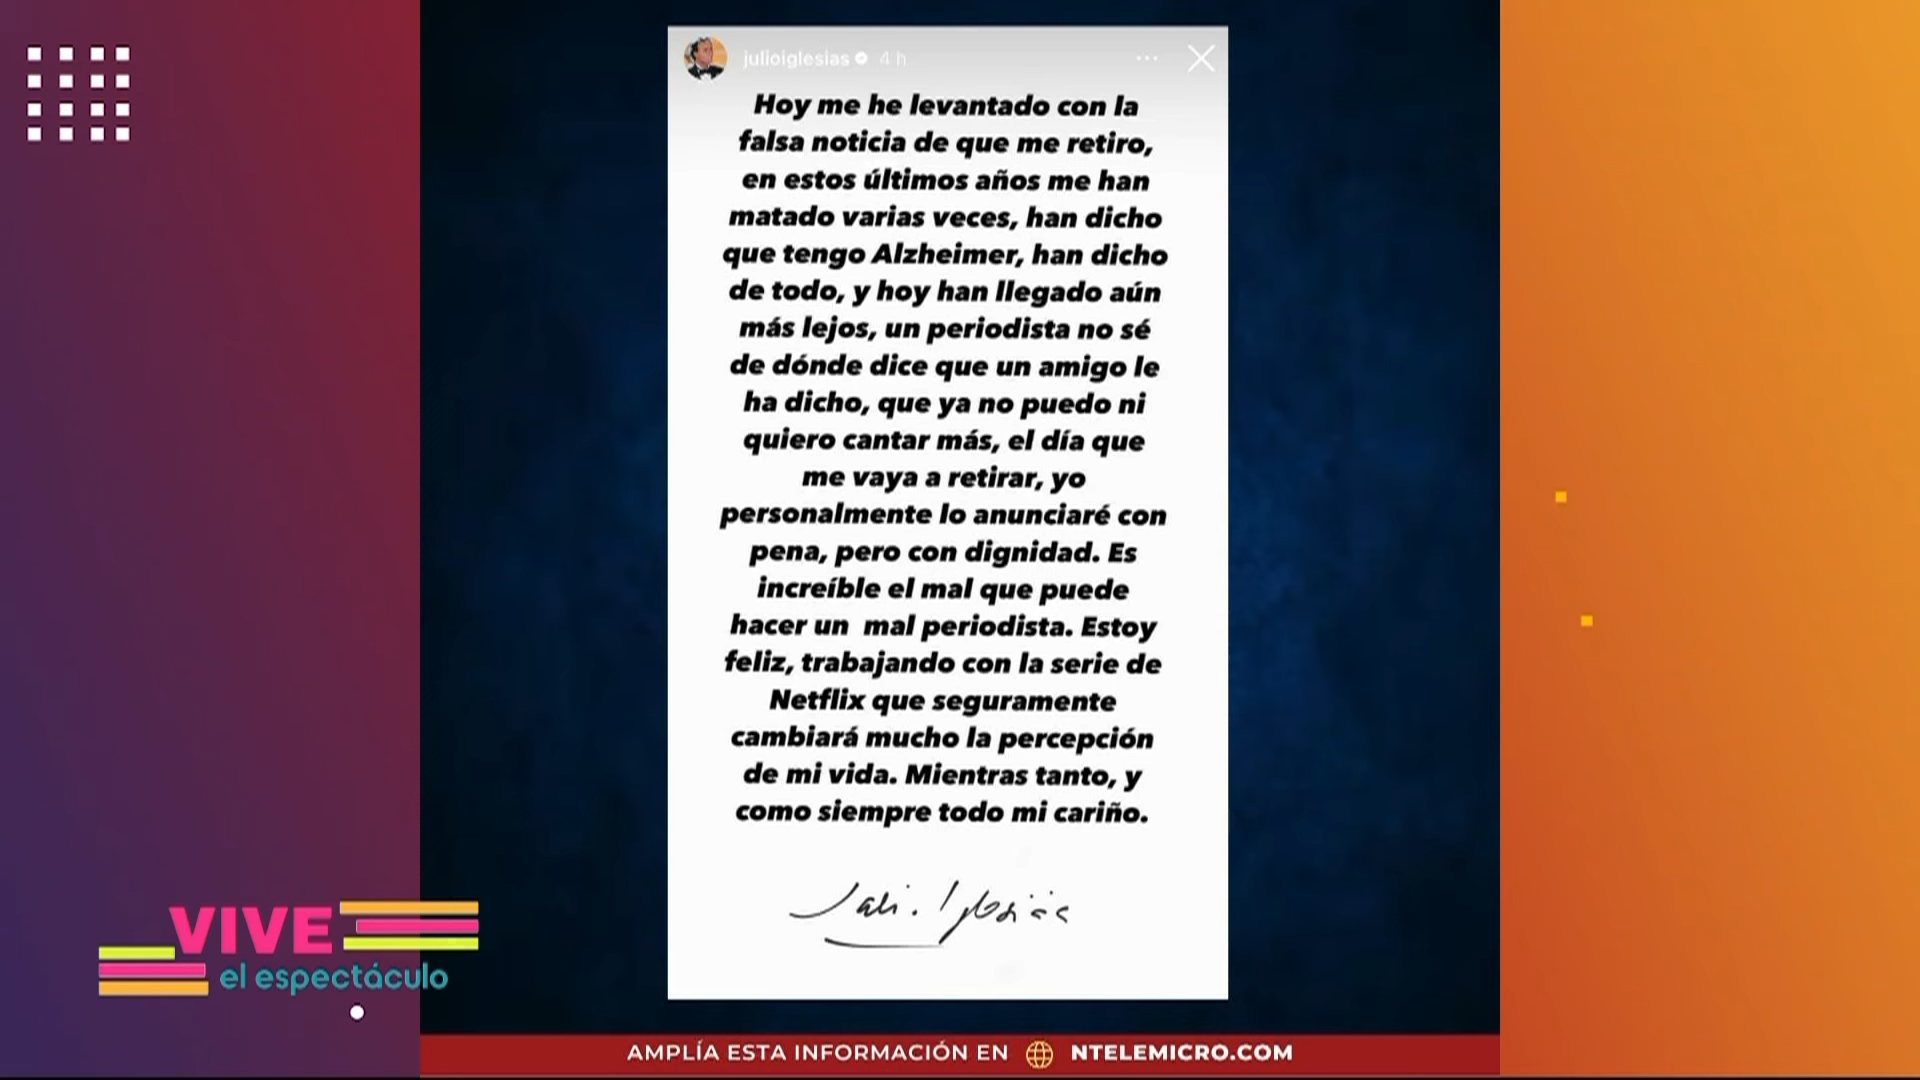 julioiglesias 4 h
Hoy me he levantado con la
falsa noticia de que me retiro,
en estos últimos años me han
matado varias veces, han dicho
que tengo Alzheimer, han dicho
de todo, y hoy han llegado aún
más lejos, un periodista no sé
de dónde dice que un amigo le
ha dicho, que ya no puedo ni
quiero cantar más, el día que
me vaya a retirar, yo
personalmente lo anunciaré con
pena, pero con dignidad. Es
increíble el mal que puede
hacer un  mal periodista. Estoy
feliz, trabajando con la serie de
Netflix que seguramente
cambiará mucho la percepción
de mi vida. Mientras tanto, y
como siempre todo mi cariño.
Julio Iglesias
VIVE
el espectáculo
AMPLÍA ESTA INFORMACIÓN EN NTELEMICRO.COM